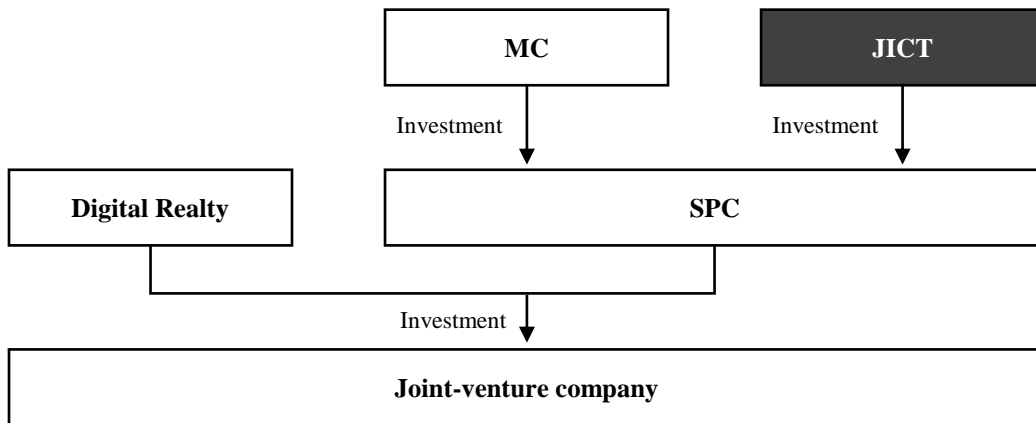 MC
JICT
Investment
Investment
Digital Realty
SPC
Investment
Joint-venture company